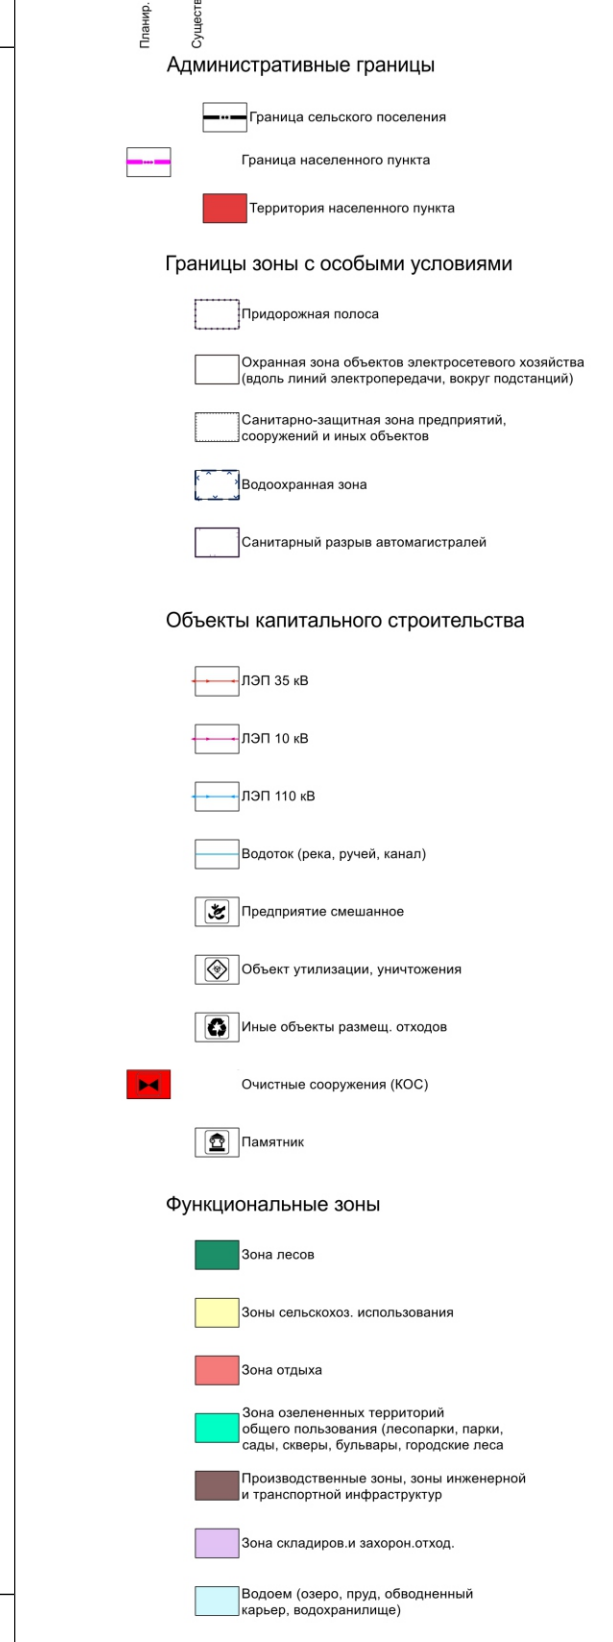 Планир.
Существ
Административные границы
Граница сельского поселения
Граница населенного пункта
Территория населенного пункта
Границы зоны с особыми условиями
Придорожная полоса
Охранная зона объектов электросетевого хозяйства
(вдоль линий электропередачи, вокруг подстанций)
Санитарно-защитная зона предприятий,
сооружений и иных объектов
Водоохранная зона
Санитарный разрыв автомагистралей
Объекты капитального строительства
ЛЭП 35 кВ
ЛЭП 10 кВ
ЛЭП 110 кВ
Водоток (река, ручей, канал)
Предприятие смешанное
Объект утилизации, уничтожения
Иные объекты размещ. отходов
Очистные сооружения (КОС)
Памятник
Функциональные зоны
Зона лесов
Зоны сельскохоз. использования
Зона отдыха
Зона озелененных территорий
общего пользования (лесопарки, парки,
сады, скверы, бульвары, городские леса
Производственные зоны, зоны инженерной
и транспортной инфраструктур
Зона складиров.и захорон.отход.
Водоем (озеро, пруд, обводненный
карьер, водохранилище)